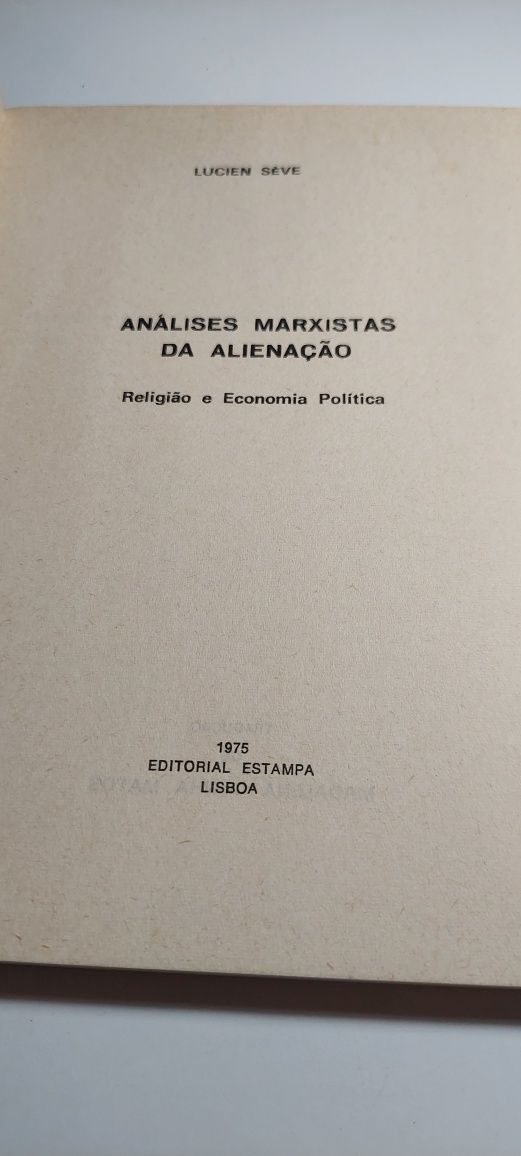 LUCIEN SÈVE
ANÁLISES MARXISTAS
DA ALIENAÇÃO
Religião e Economia Política
1975
EDITORIAL ESTAMPA
LISBOA